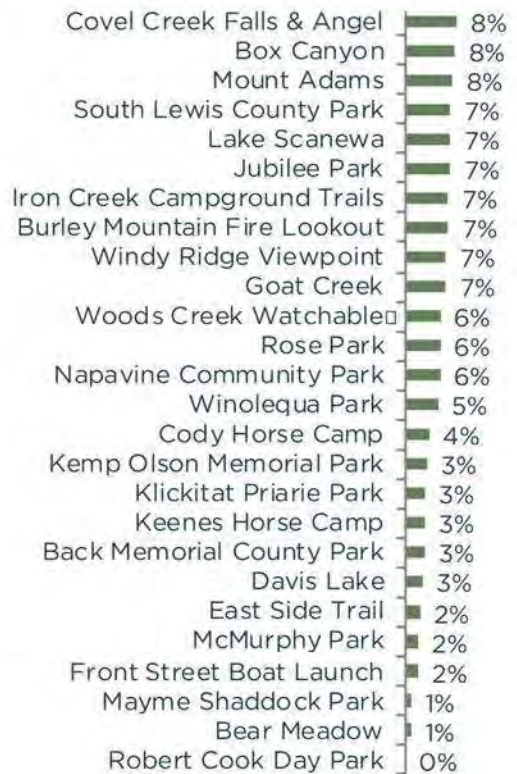 Covel Creek Falls & Angel 8%
Box Canyon 8%
Mount Adams 8%
South Lewis County Park 7%
Lake Scanewa 7%
Jubilee Park 7%
Iron Creek Campground Trails 7%
Burley Mountain Fire Lookout 7%
Windy Ridge Viewpoint 7%
Goat Creek 7%
Woods Creek Watchable▯ 6%
Rose Park 6%
Napavine Community Park 6%
Winolequa Park 5%
Cody Horse Camp 4%
Kemp Olson Memorial Park 3%
Klickitat Priarie Park 3%
Keenes Horse Camp 3%
Back Memorial County Park 3%
Davis Lake 3%
East Side Trail 2%
McMurphy Park 2%
Front Street Boat Launch 2%
Mayme Shaddock Park 1%
Bear Meadow 1%
Robert Cook Day Park 0%